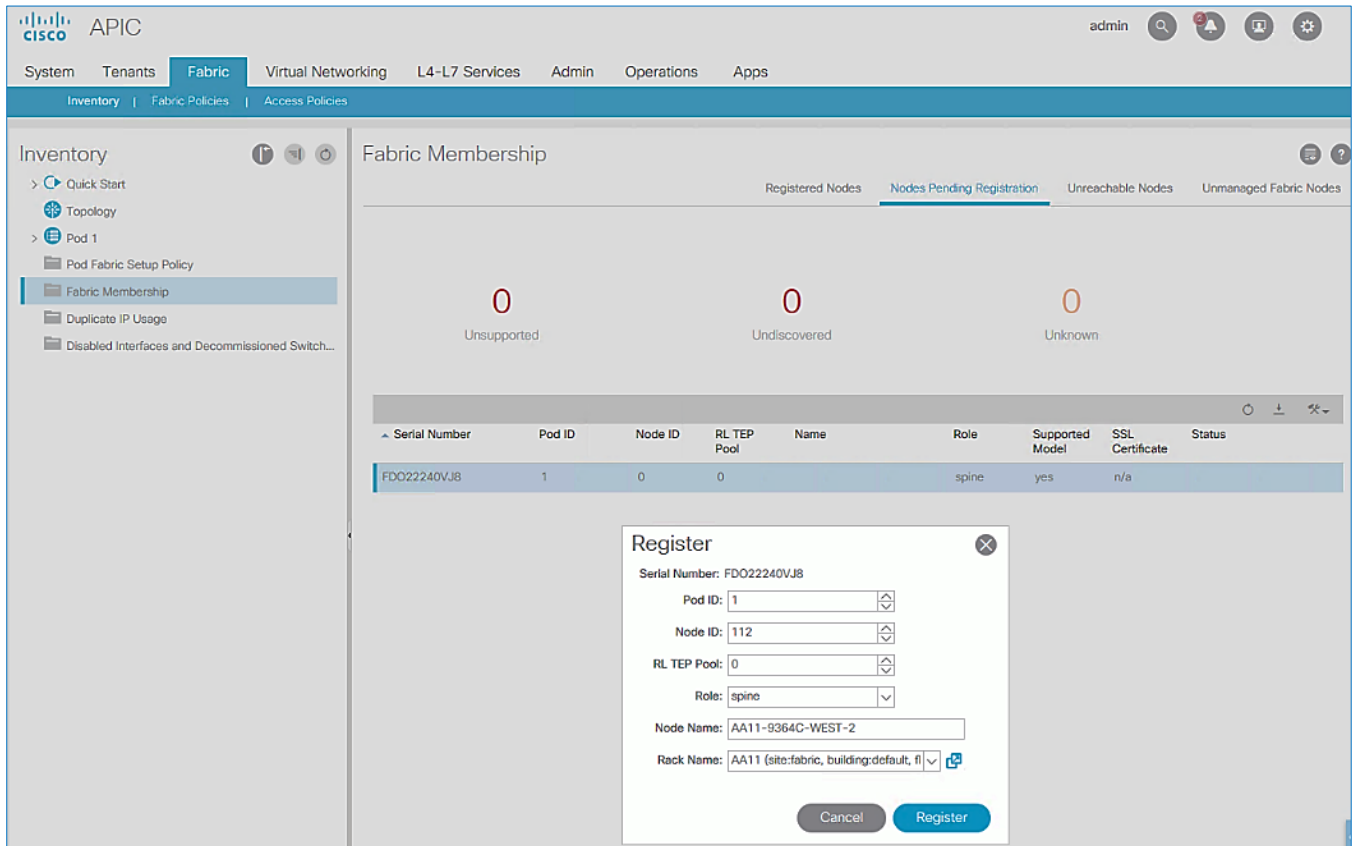 cisco APIC admin 2
System Tenants Fabric Virtual Networking L4-L7 Services Admin Operations Apps
Inventory | Fabric Policies | Access Policies
Inventory
Quick Start
Topology
Pod 1
Pod Fabric Setup Policy
Fabric Membership
Duplicate IP Usage
Disabled Interfaces and Decommissioned Switch...
Fabric Membership
Registered Nodes Nodes Pending Registration Unreachable Nodes Unmanaged Fabric Nodes
0 0 0
Unsupported Undiscovered Unknown
Serial Number Pod ID Node ID RL TEP Pool Name Role Supported Model SSL Certificate Status
FDO22240VJ8 1 0 0 spine yes n/a
Register
Serial Number: FDO22240VJ8
Pod ID: 1
Node ID: 112
RL TEP Pool: 0
Role: spine
Node Name: AA11-9364C-WEST-2
Rack Name: AA11 (site:fabric, building:default, fl
Cancel Register